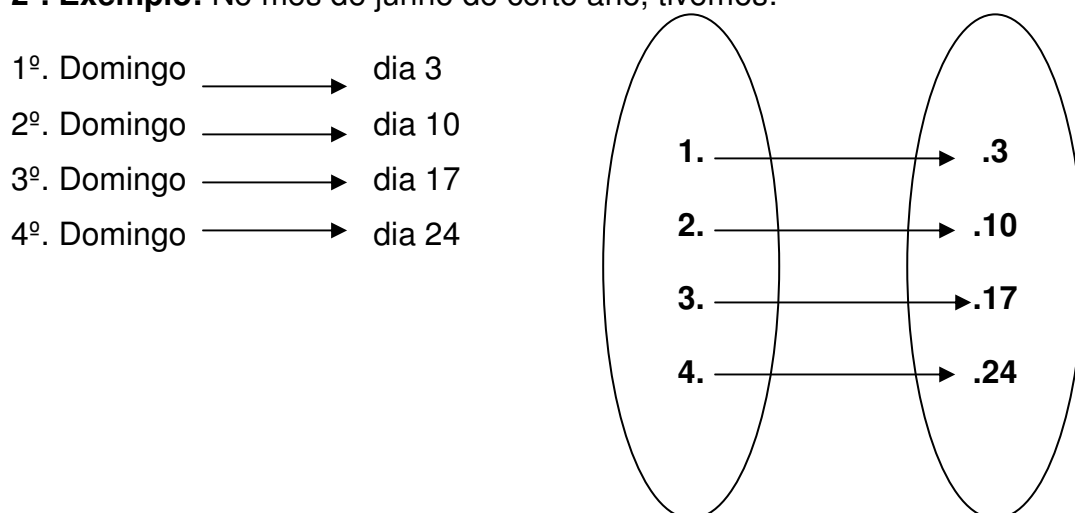 2º. Exemplo: No mês de junho de certo ano, tivemos:
1º. Domingo dia 3
2º. Domingo dia 10
3º. Domingo dia 17
4º. Domingo dia 24
1. .3
2. .10
3. .17
4. .24